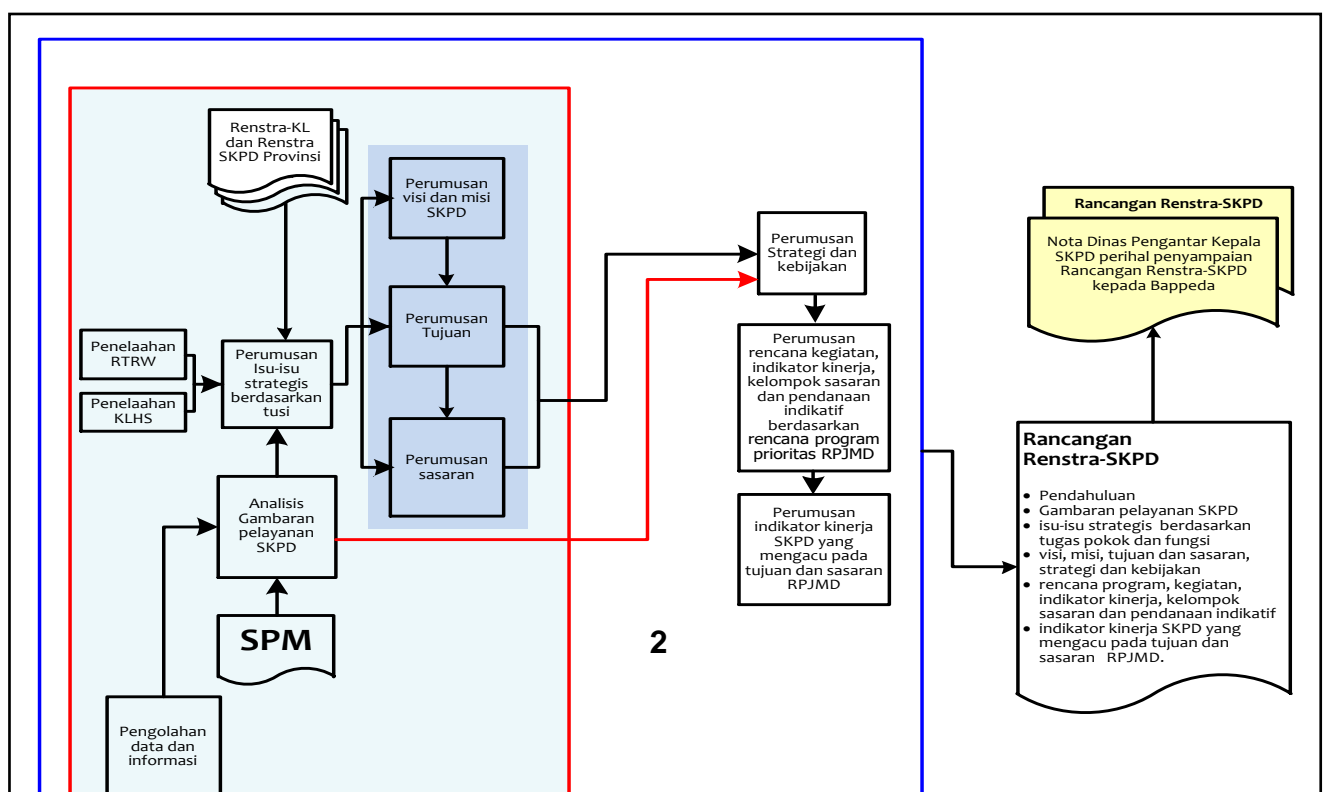 Renstra-KL
dan Renstra
SKPD Provinsi
Perumusan
visi dan misi
SKPD
Perumusan
Tujuan
Perumusan
sasaran
Penelaahan
RTRW
Penelaahan
KLHS
Perumusan
Isu-isu
strategis
berdasarkan
tusi
Analisis
Gambaran
pelayanan
SKPD
SPM
Pengolahan
data dan
informasi
Perumusan
Strategi dan
kebijakan
Perumusan
rencana kegiatan,
indikator kinerja,
kelompok sasaran
dan pendanaan
indikatif
berdasarkan
rencana program
prioritas RPJMD
Perumusan
indikator kinerja
SKPD yang
mengacu pada
tujuan dan sasaran
RPJMD
2
Rancangan Renstra-SKPD
Nota Dinas Pengantar Kepala
SKPD perihal penyampaian
Rancangan Renstra-SKPD
kepada Bappeda
Rancangan
Renstra-SKPD
• Pendahuluan
• Gambaran pelayanan SKPD
• isu-isu strategis berdasarkan
tugas pokok dan fungsi
• visi, misi, tujuan dan sasaran,
strategi dan kebijakan
• rencana program, kegiatan,
indikator kinerja, kelompok
sasaran dan pendanaan indikatif
• indikator kinerja SKPD yang
mengacu pada tujuan dan
sasaran RPJMD.